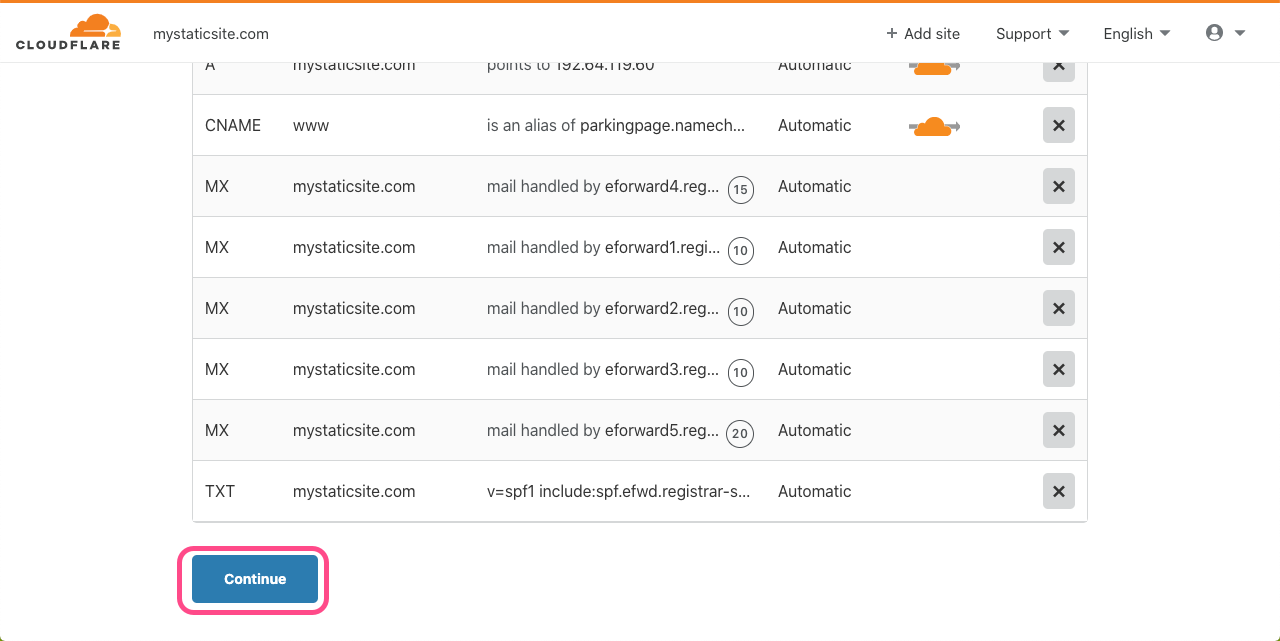 CLOUDFLARE mystaticsite.com + Add site Support English
A mystaticsite.com points to 192.64.119.60 Automatic
CNAME www is an alias of parkingpage.namech... Automatic
MX mystaticsite.com mail handled by eforward4.reg... 15 Automatic
MX mystaticsite.com mail handled by eforward1.regi... 10 Automatic
MX mystaticsite.com mail handled by eforward2.reg... 10 Automatic
MX mystaticsite.com mail handled by eforward3.reg... 10 Automatic
MX mystaticsite.com mail handled by eforward5.reg... 20 Automatic
TXT mystaticsite.com v=spf1 include:spf.efwd.registrar-s... Automatic
Continue